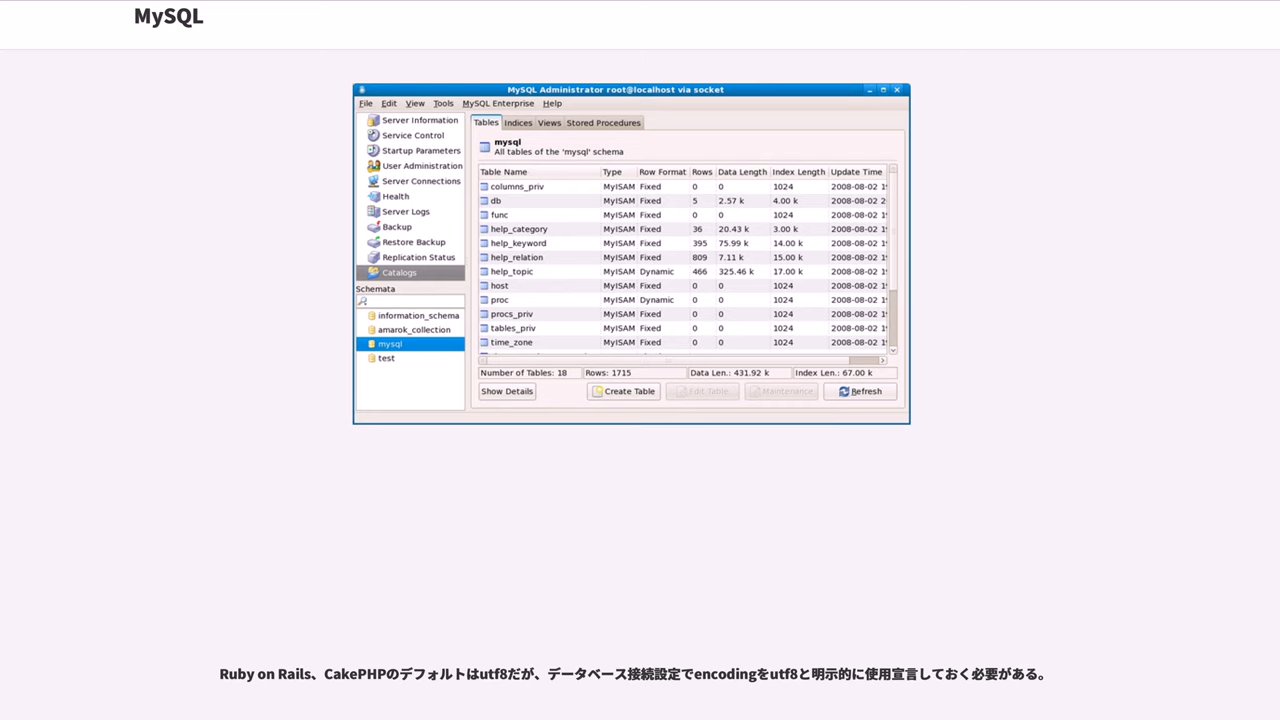 MySQL
MySQL Administrator root@localhost via socket
File Edit View Tools MySQL Enterprise Help
Server Information
Service Control
Startup Parameters
User Administration
Server Connections
Health
Server Logs
Backup
Restore Backup
Replication Status
Catalogs
Schemata
information_schema
amarok_collection
mysql
test
Tables Indices Views Stored Procedures
mysql
All tables of the 'mysql' schema
Table Name Type Row Format Rows Data Length Index Length Update Time
columns_priv MyISAM Fixed 0 0 1024 2008-08-02
db MyISAM Fixed 5 2.57 k 4.00 k 2008-08-02
func MyISAM Fixed 0 0 1024 2008-08-02
help_category MyISAM Fixed 36 20.43 k 3.00 k 2008-08-02
help_keyword MyISAM Fixed 395 75.99 k 14.00 k 2008-08-02
help_relation MyISAM Fixed 809 7.11 k 15.00 k 2008-08-02
help_topic MyISAM Dynamic 466 325.46 k 17.00 k 2008-08-02
host MyISAM Fixed 0 0 1024 2008-08-02
proc MyISAM Dynamic 0 0 1024 2008-08-02
procs_priv MyISAM Fixed 0 0 1024 2008-08-02
tables_priv MyISAM Fixed 0 0 1024 2008-08-02
time_zone MyISAM Fixed 0 0 1024 2008-08-02
Number of Tables: 18 Rows: 1715 Data Len.: 431.92 k Index Len.: 67.00 k
Show Details Create Table Edit Table Maintenance Refresh
Ruby on Rails、CakePHPのデフォルトはutf8だが、データベース接続設定でencodingをutf8と明示的に使用宣言しておく必要がある。